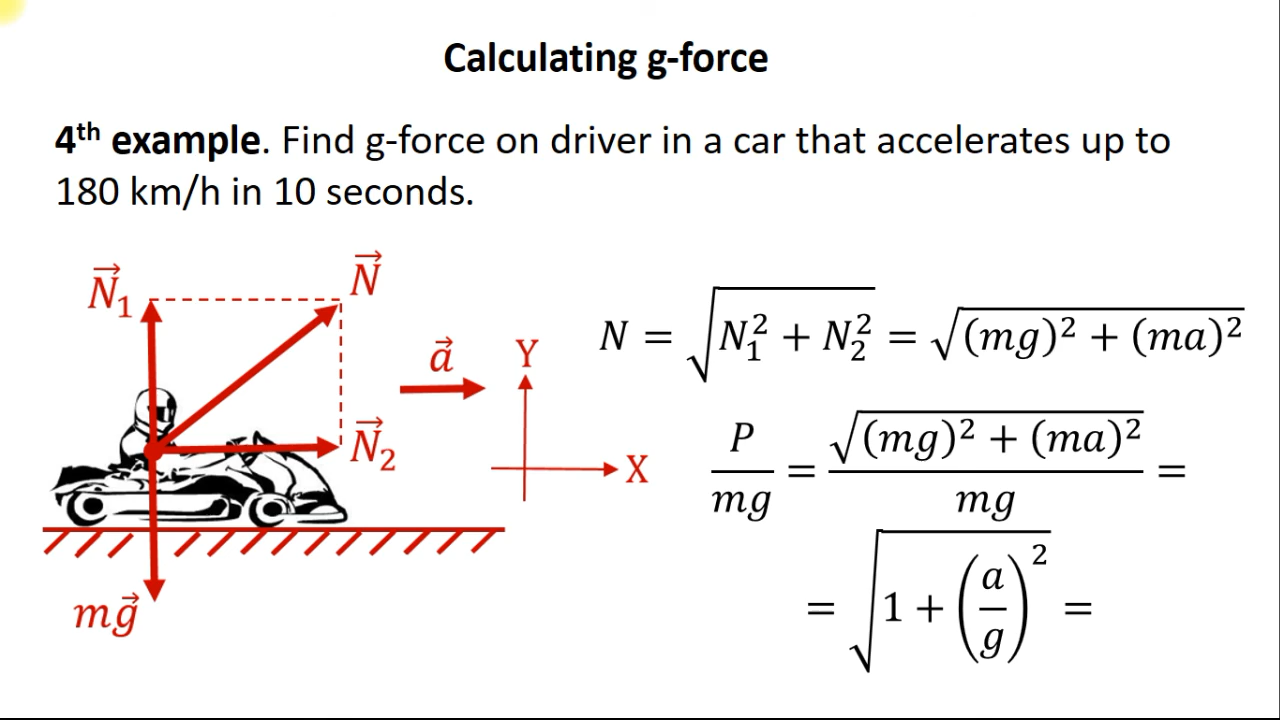 Calculating g-force
4th example. Find g-force on driver in a car that accelerates up to
180 km/h in 10 seconds.
N⃗₁
N⃗
a⃗
N⃗₂
mg⃗
Y
X
N = √(N₁² + N₂²) = √((mg)² + (ma)²)
P/mg = √((mg)² + (ma)²)/mg =
= √(1 + (a/g)²) =